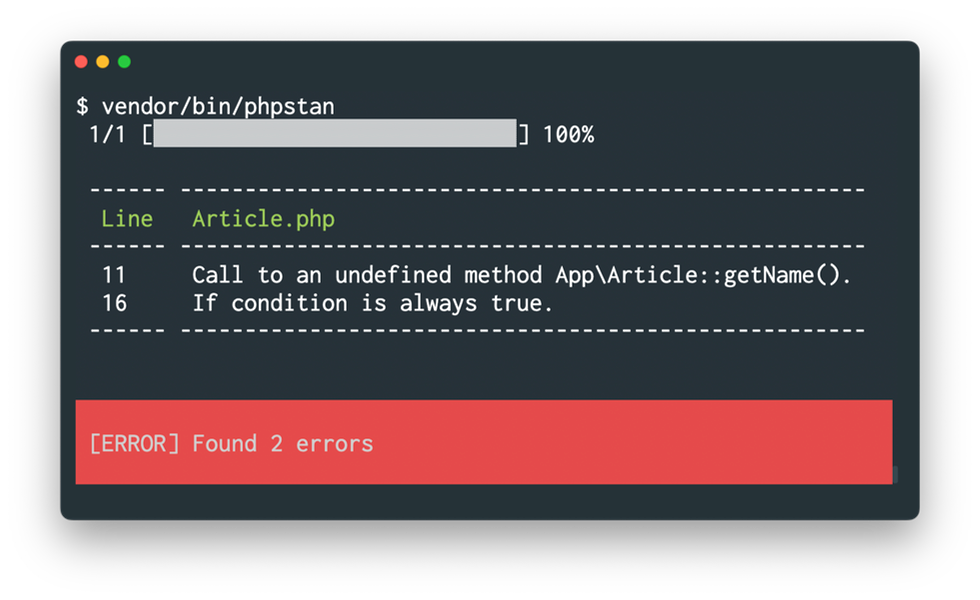 $ vendor/bin/phpstan
1/1 [ ] 100%
------ -----------------------------------------------------
Line Article.php
------ -----------------------------------------------------
11 Call to an undefined method App\Article::getName().
16 If condition is always true.
------ -----------------------------------------------------
[ERROR] Found 2 errors